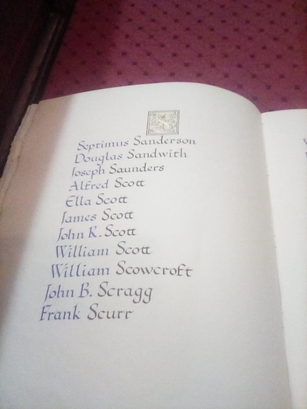 S
Septimus Sanderson
Douglas Sandwith
Joseph Saunders
Alfred Scott
Ella Scott
James Scott
John K. Scott
William Scott
William Scowcroft
John B. Scragg
Frank Scurr